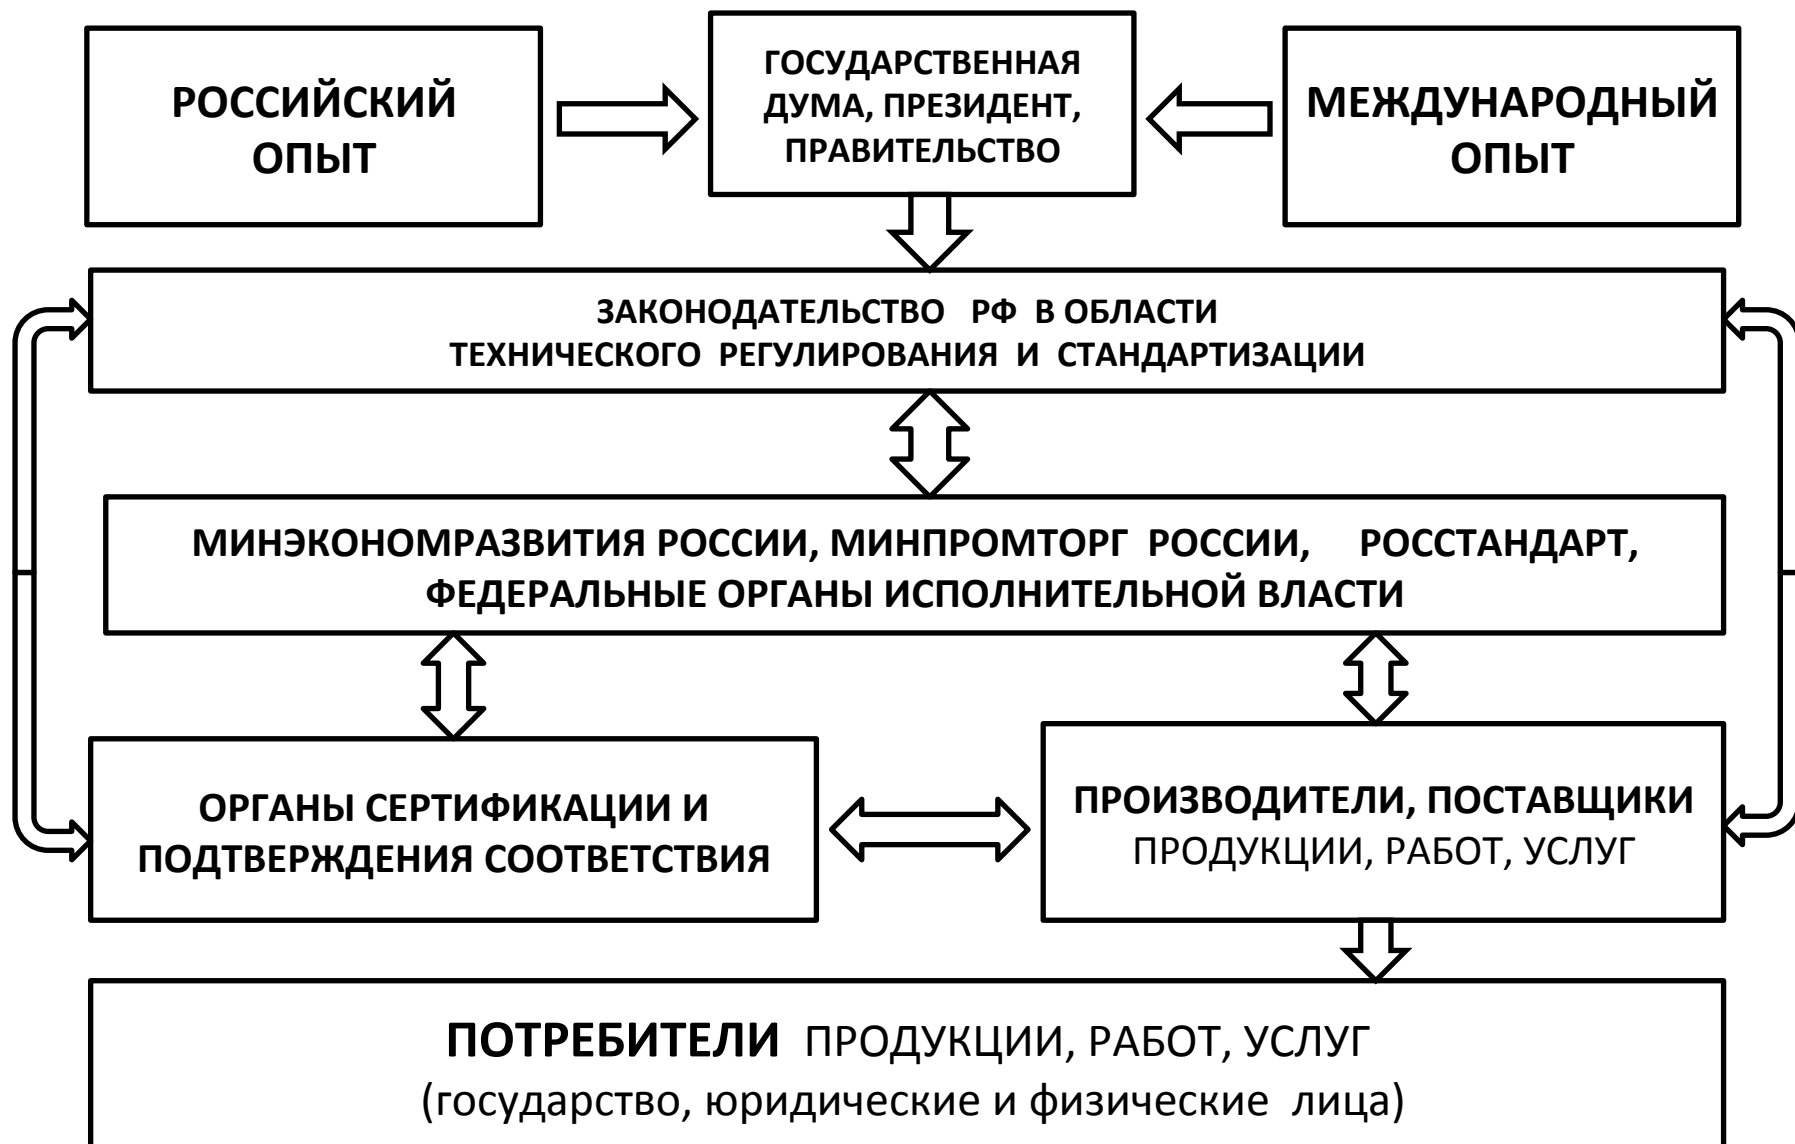 РОССИЙСКИЙ
ОПЫТ
ГОСУДАРСТВЕННАЯ
ДУМА, ПРЕЗИДЕНТ,
ПРАВИТЕЛЬСТВО
МЕЖДУНАРОДНЫЙ
ОПЫТ
ЗАКОНОДАТЕЛЬСТВО РФ В ОБЛАСТИ
ТЕХНИЧЕСКОГО РЕГУЛИРОВАНИЯ И СТАНДАРТИЗАЦИИ
МИНЭКОНОМРАЗВИТИЯ РОССИИ, МИНПРОМТОРГ РОССИИ, РОССТАНДАРТ,
ФЕДЕРАЛЬНЫЕ ОРГАНЫ ИСПОЛНИТЕЛЬНОЙ ВЛАСТИ
ОРГАНЫ СЕРТИФИКАЦИИ И
ПОДТВЕРЖДЕНИЯ СООТВЕТСТВИЯ
ПРОИЗВОДИТЕЛИ, ПОСТАВЩИКИ
ПРОДУКЦИИ, РАБОТ, УСЛУГ
ПОТРЕБИТЕЛИ ПРОДУКЦИИ, РАБОТ, УСЛУГ
(государство, юридические и физические лица)